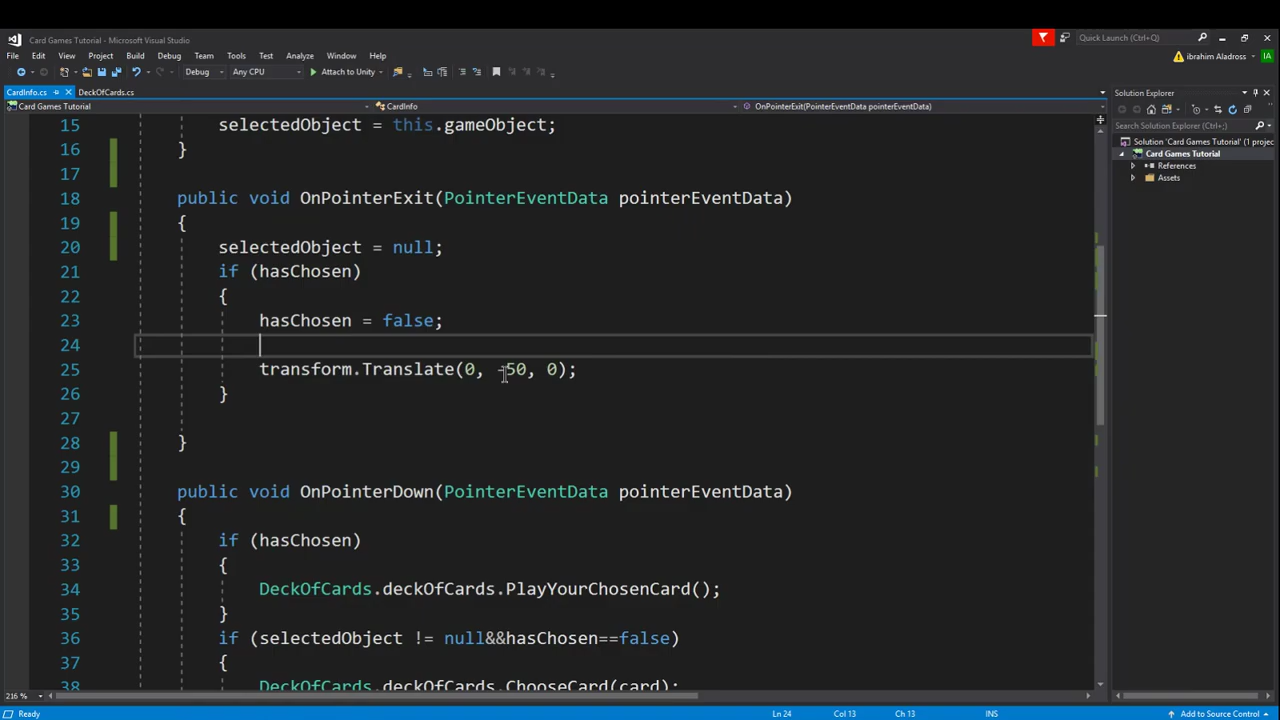 Card Games Tutorial - Microsoft Visual Studio
Quick Launch (Ctrl+Q)
File Edit View Project Build Debug Team Tools Test Analyze Window Help
ibrahim Aladross
IA
Debug Any CPU Attach to Unity
CardInfo.cs DeckOfCards.cs
Solution Explorer
Card Games Tutorial CardInfo OnPointerExit(PointerEventData pointerEventData)
Search Solution Explorer (Ctrl+;)
Solution 'Card Games Tutorial' (1 projec
Card Games Tutorial
References
Assets
15 selectedObject = this.gameObject;
16 }
17
18 public void OnPointerExit(PointerEventData pointerEventData)
19 {
20 selectedObject = null;
21 if (hasChosen)
22 {
23 hasChosen = false;
24
25 transform.Translate(0, -50, 0);
26 }
27
28 }
29
30 public void OnPointerDown(PointerEventData pointerEventData)
31 {
32 if (hasChosen)
33 {
34 DeckOfCards.deckOfCards.PlayYourChosenCard();
35 }
36 if (selectedObject != null&&hasChosen==false)
37 {
38 DeckOfCards.deckOfCards.ChooseCard(card);
216 %
Ready Ln 24 Col 13 Ch 13 INS Add to Source Control